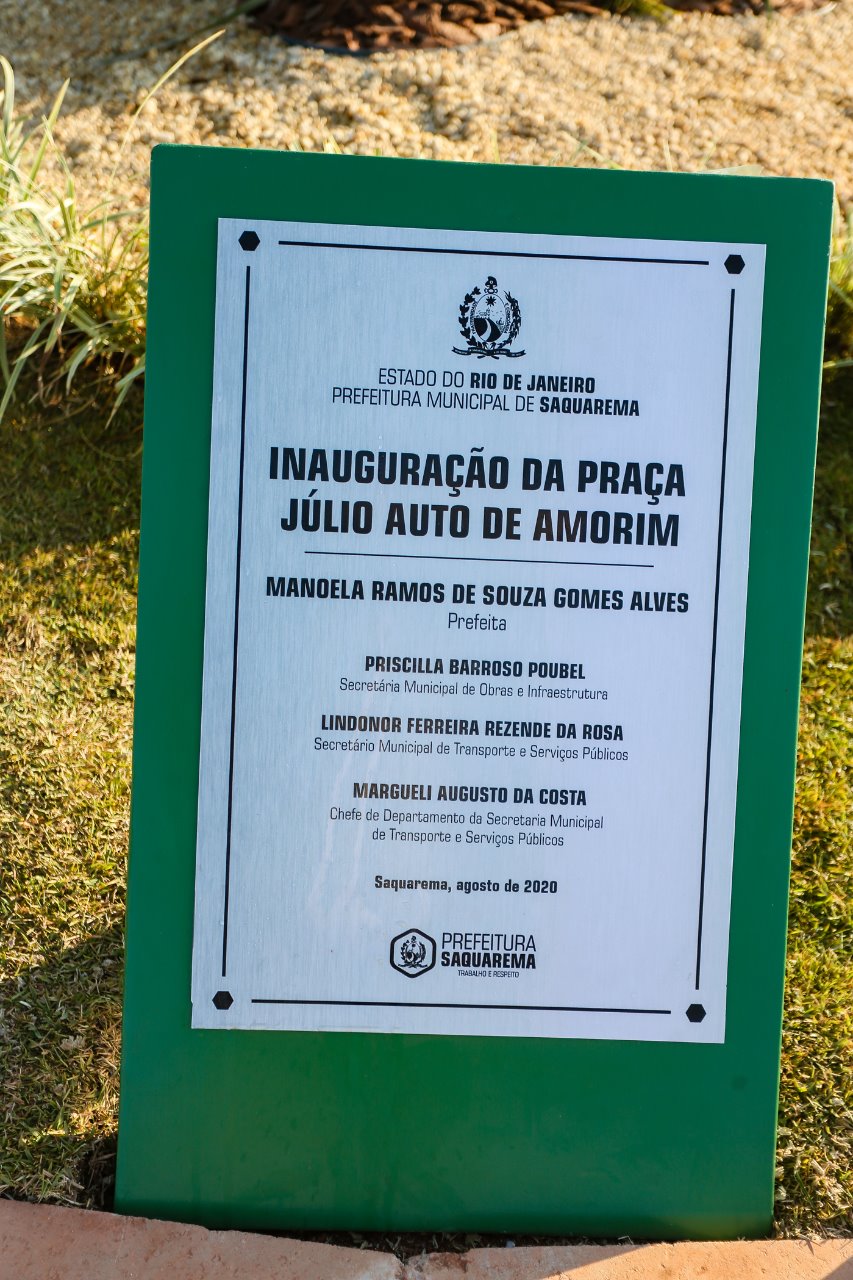 ESTADO DO RIO DE JANEIRO
PREFEITURA MUNICIPAL DE SAQUAREMA
INAUGURAÇÃO DA PRAÇA
JÚLIO AUTO DE AMORIM
MANOELA RAMOS DE SOUZA GOMES ALVES
Prefeita
PRISCILLA BARROSO POUBEL
Secretária Municipal de Obras e Infraestrutura
LINDONOR FERREIRA REZENDE DA ROSA
Secretário Municipal de Transporte e Serviços Públicos
MARGUELI AUGUSTO DA COSTA
Chefe de Departamento da Secretaria Municipal
de Transporte e Serviços Públicos
Saquarema, agosto de 2020
PREFEITURA
SAQUAREMA
TRABALHO E RESPEITO